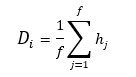 $D_i = \frac{1}{f} \sum_{j=1}^{f} h_j$